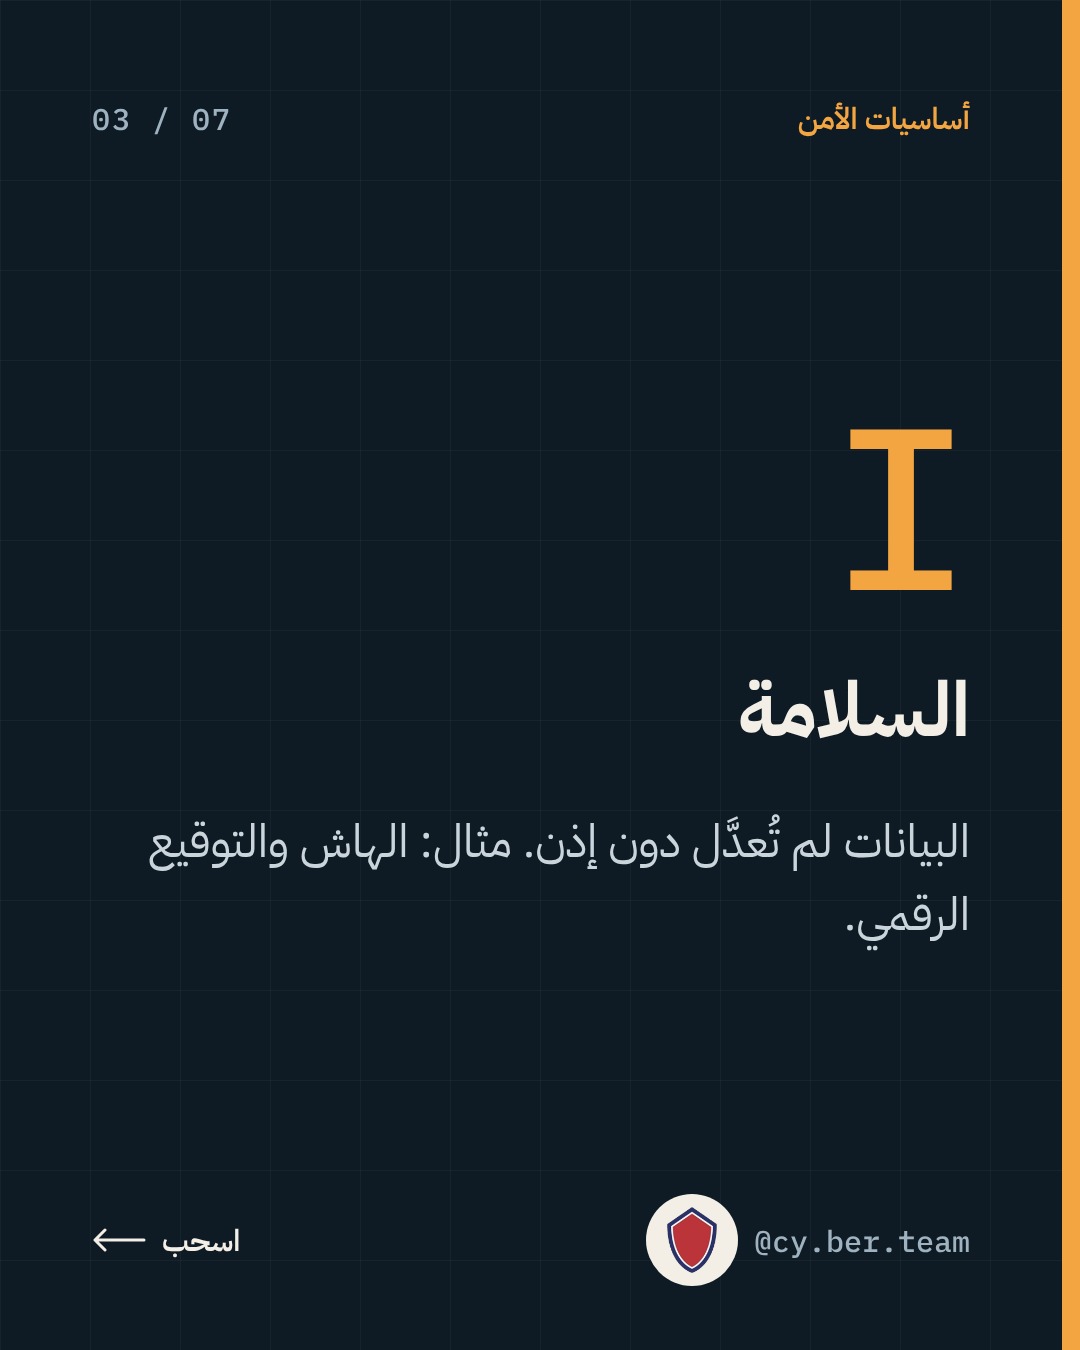 أساسيات الأمن
03 / 07
I
السلامة
البيانات لم تُعدَّل دون إذن. مثال: الهاش والتوقيع
الرقمي.
@cy.ber.team
اسحب ←